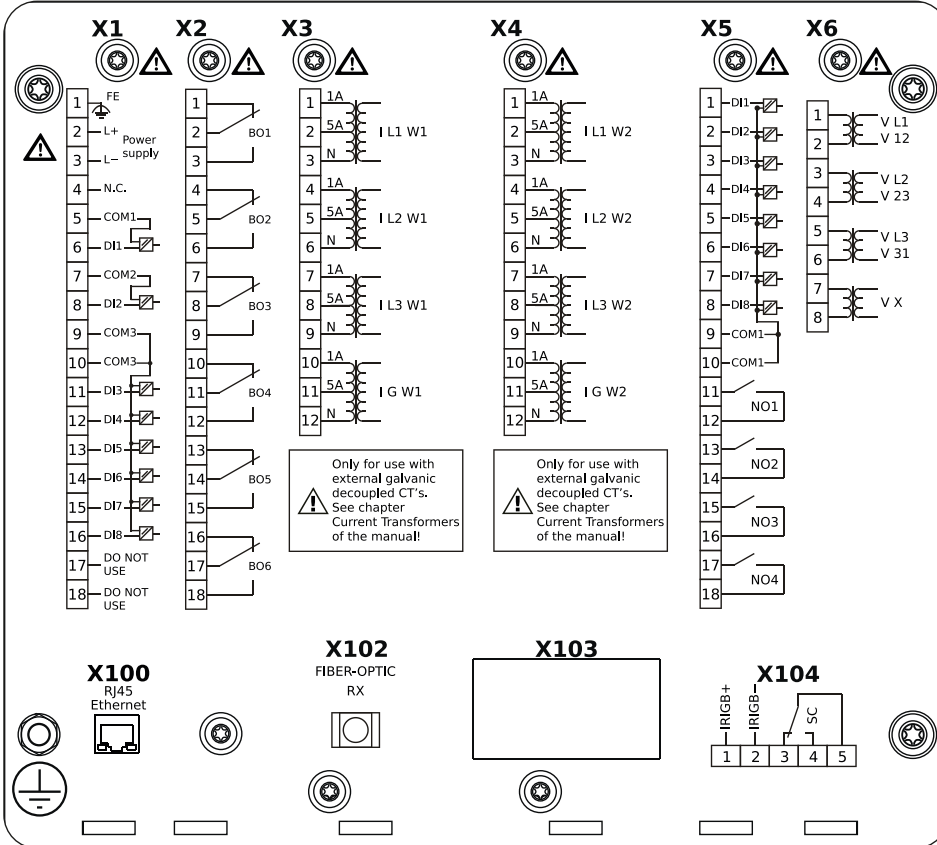 X1
1
FE
2
L+
Power
supply
3
L−
4
N.C.
5
COM1
6
DI1
7
COM2
8
DI2
9
COM3
10
COM3
11
DI3
12
DI4
13
DI5
14
DI6
15
DI7
16
DI8
17
DO NOT
USE
18
DO NOT
USE
X2
1
2
BO1
3
4
5
BO2
6
7
8
BO3
9
10
11
BO4
12
13
14
BO5
15
16
17
BO6
18
X3
1
1A
2
5A
I L1 W1
3
N
4
1A
5
5A
I L2 W1
6
N
7
1A
8
5A
I L3 W1
9
N
10
1A
11
5A
I G W1
12
N
Only for use with
external galvanic
decoupled CT's.
See chapter
Current Transformers
of the manual!
X4
1
1A
2
5A
I L1 W2
3
N
4
1A
5
5A
I L2 W2
6
N
7
1A
8
5A
I L3 W2
9
N
10
1A
11
5A
I G W2
12
N
Only for use with
external galvanic
decoupled CT's.
See chapter
Current Transformers
of the manual!
X5
1
DI1
2
DI2
3
DI3
4
DI4
5
DI5
6
DI6
7
DI7
8
DI8
9
COM1
10
COM1
11
NO1
12
13
NO2
14
15
NO3
16
17
NO4
18
X6
1
V L1
2
V 12
3
V L2
4
V 23
5
V L3
6
V 31
7
V X
8
X100
RJ45
Ethernet
X102
FIBER-OPTIC
RX
X103
X104
IRIGB+
IRIGB-
SC
1 2 3 4 5